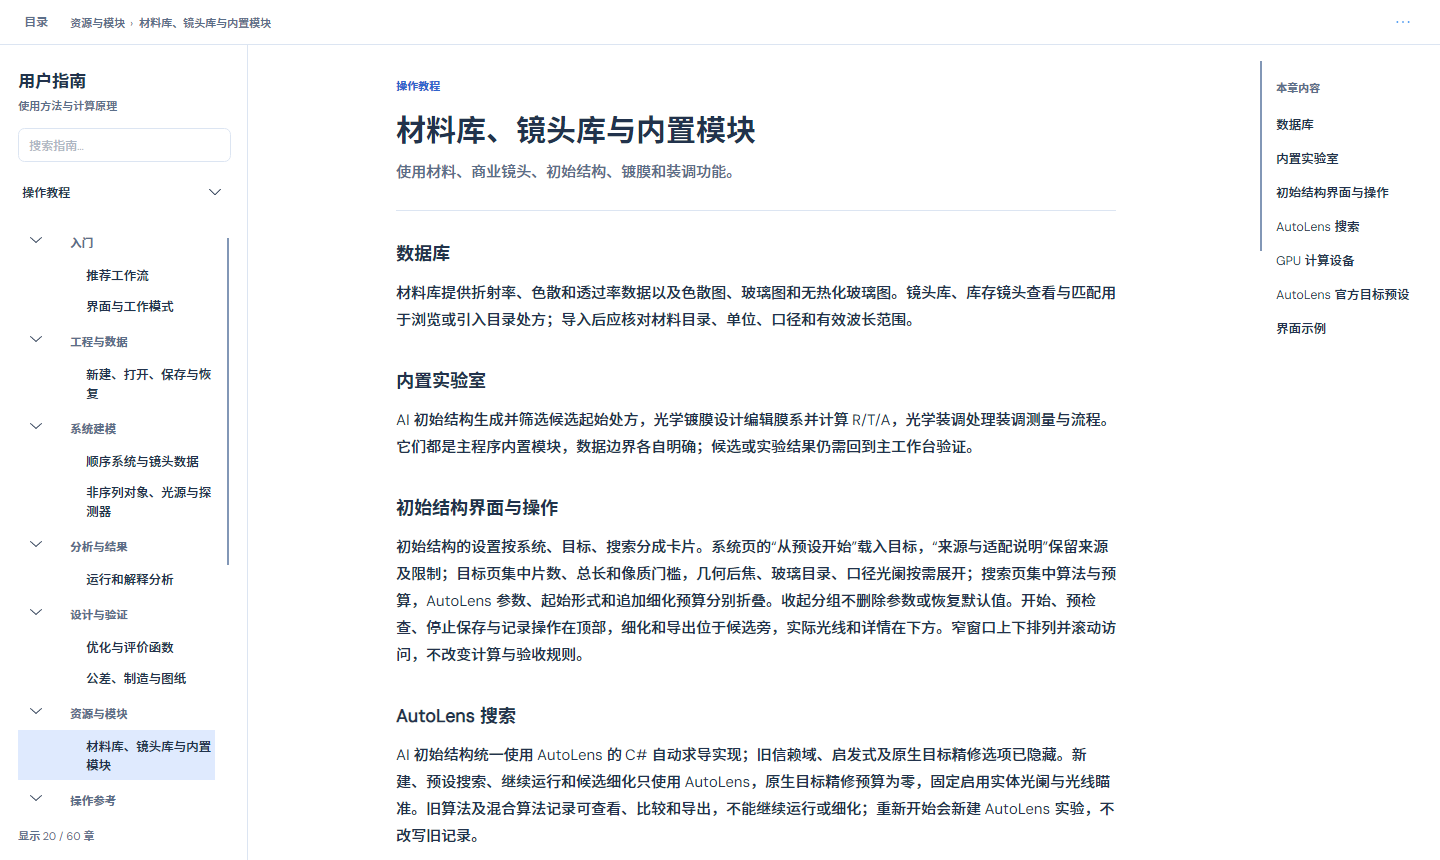 目录
资源与模块 › 材料库、镜头库与内置模块
···
用户指南
使用方法与计算原理
搜索指南...
操作教程
入门
推荐工作流
界面与工作模式
工程与数据
新建、打开、保存与恢
复
系统建模
顺序系统与镜头数据
非序列对象、光源与探
测器
分析与结果
运行和解释分析
设计与验证
优化与评价函数
公差、制造与图纸
资源与模块
材料库、镜头库与内置
模块
操作参考
显示 20 / 60 章
操作教程
材料库、镜头库与内置模块
使用材料、商业镜头、初始结构、镀膜和装调功能。
数据库
材料库提供折射率、色散和透过率数据以及色散图、玻璃图和无热化玻璃图。镜头库、库存镜头查看与匹配用
于浏览或引入目录处方；导入后应核对材料目录、单位、口径和有效波长范围。
内置实验室
AI 初始结构生成并筛选候选起始处方，光学镀膜设计编辑膜系并计算 R/T/A，光学装调处理装调测量与流程。
它们都是主程序内置模块，数据边界各自明确；候选或实验结果仍需回到主工作台验证。
初始结构界面与操作
初始结构的设置按系统、目标、搜索分成卡片。系统页的“从预设开始”载入目标，“来源与适配说明”保留来源
及限制；目标页集中片数、总长和像质门槛，几何后焦、玻璃目录、口径光阑按需展开；搜索页集中算法与预
算，AutoLens 参数、起始形式和追加细化预算分别折叠。收起分组不删除参数或恢复默认值。开始、预检
查、停止保存与记录操作在顶部，细化和导出位于候选旁，实际光线和详情在下方。窄窗口上下排列并滚动访
问，不改变计算与验收规则。
AutoLens 搜索
AI 初始结构统一使用 AutoLens 的 C# 自动求导实现；旧信赖域、启发式及原生目标精修选项已隐藏。新
建、预设搜索、继续运行和候选细化只使用 AutoLens，原生目标精修预算为零，固定启用实体光阑与光线瞄
准。旧算法及混合算法记录可查看、比较和导出，不能继续运行或细化；重新开始会新建 AutoLens 实验，不
改写旧记录。
本章内容
数据库
内置实验室
初始结构界面与操作
AutoLens 搜索
GPU 计算设备
AutoLens 官方目标预设
界面示例